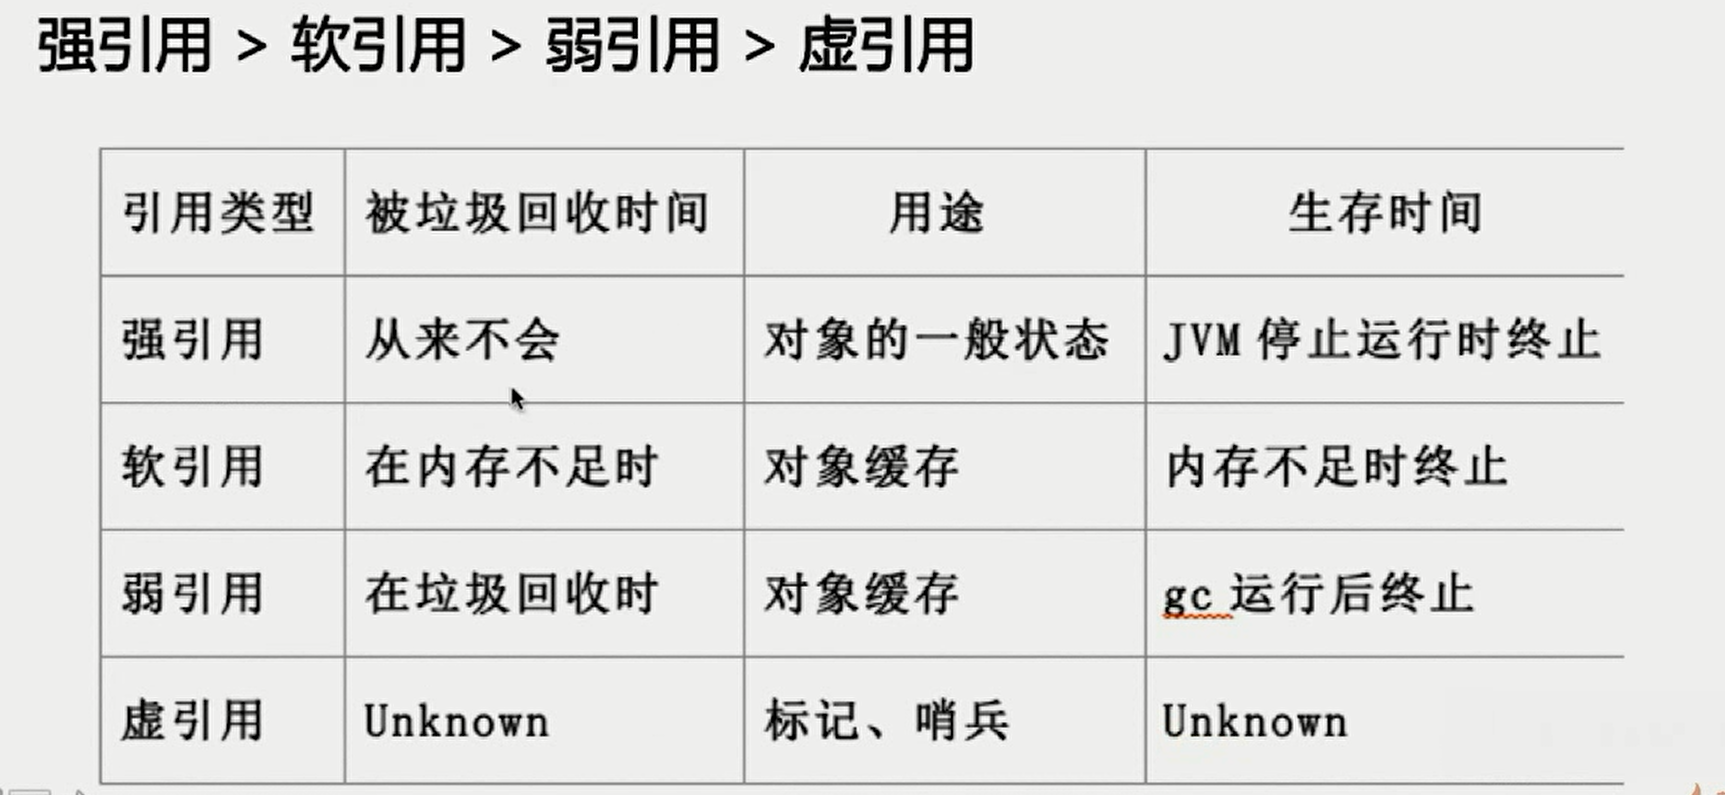 强引用 > 软引用 > 弱引用 > 虚引用
引用类型 被垃圾回收时间 用途 生存时间
强引用 从来不会 对象的一般状态 JVM 停止运行时终止
软引用 在内存不足时 对象缓存 内存不足时终止
弱引用 在垃圾回收时 对象缓存 gc 运行后终止
虚引用 Unknown 标记、哨兵 Unknown